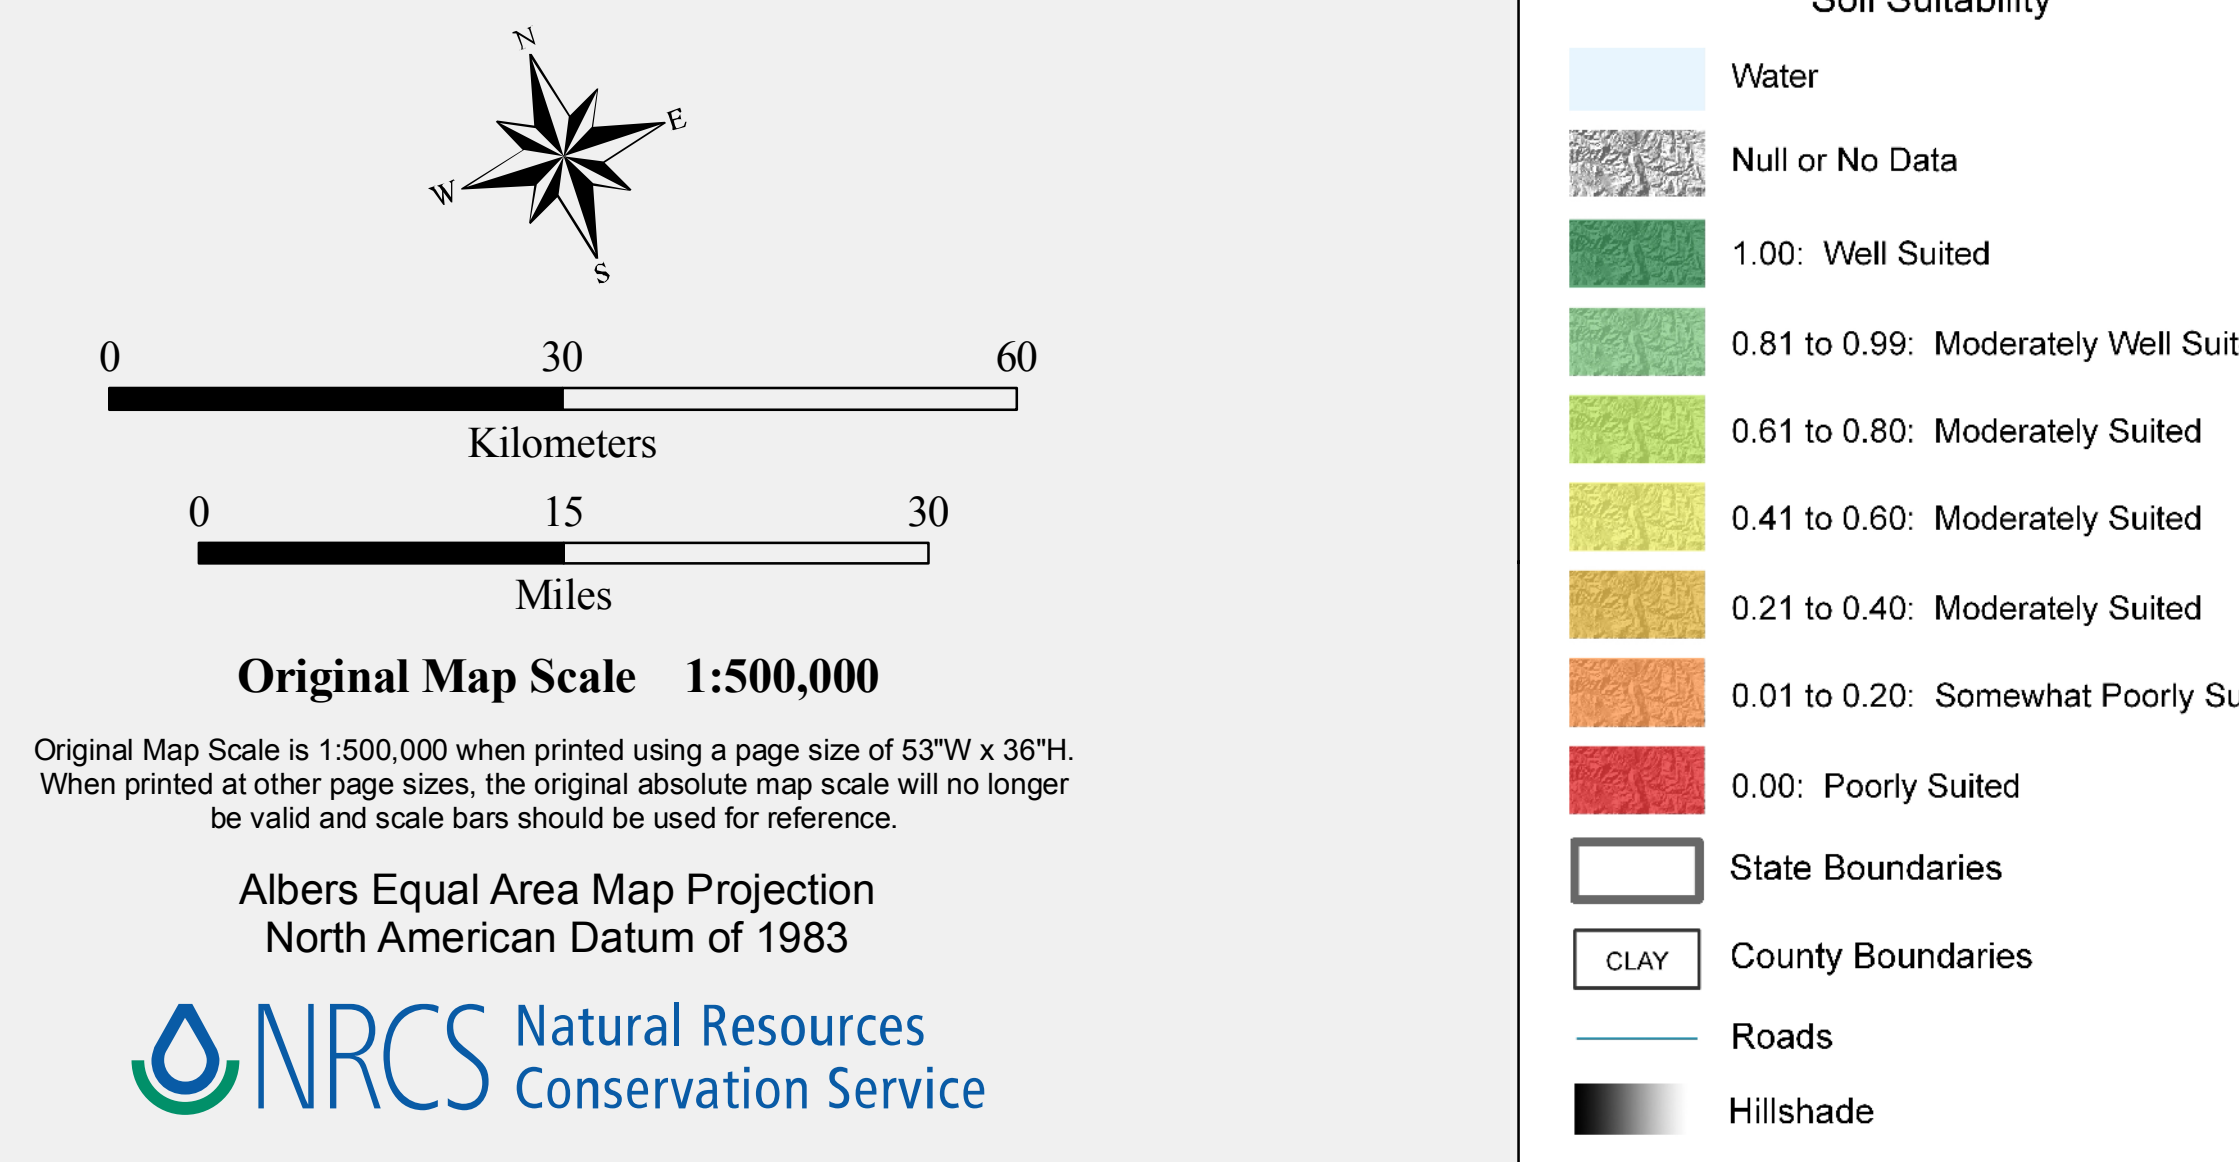 N
E
W
S
0 30 60
Kilometers
0 15 30
Miles
Original Map Scale 1:500,000
Original Map Scale is 1:500,000 when printed using a page size of 53"W x 36"H.
When printed at other page sizes, the original absolute map scale will no longer
be valid and scale bars should be used for reference.
Albers Equal Area Map Projection
North American Datum of 1983
NRCS
Natural Resources
Conservation Service
Soil Suitability
Water
Null or No Data
1.00: Well Suited
0.81 to 0.99: Moderately Well Suit
0.61 to 0.80: Moderately Suited
0.41 to 0.60: Moderately Suited
0.21 to 0.40: Moderately Suited
0.01 to 0.20: Somewhat Poorly Su
0.00: Poorly Suited
State Boundaries
CLAY County Boundaries
Roads
Hillshade